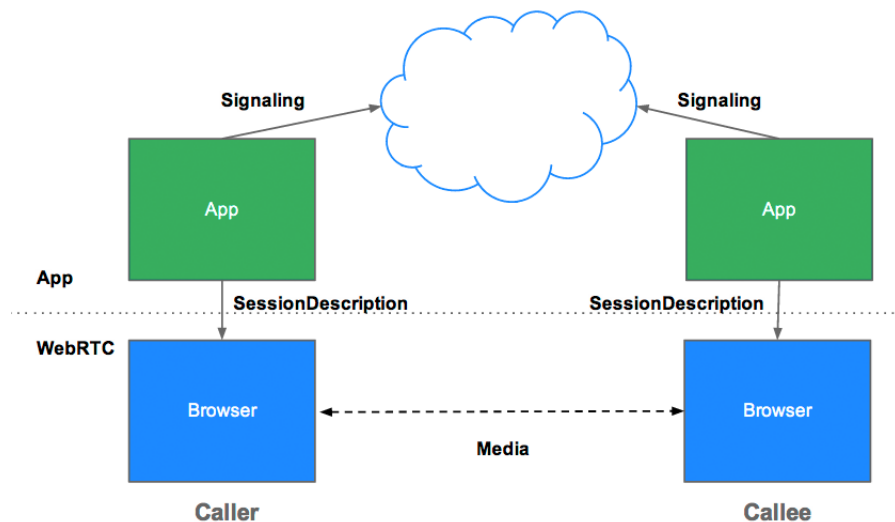 Signaling
Signaling
App
App
App
SessionDescription
SessionDescription
WebRTC
Browser
Browser
Media
Caller
Callee